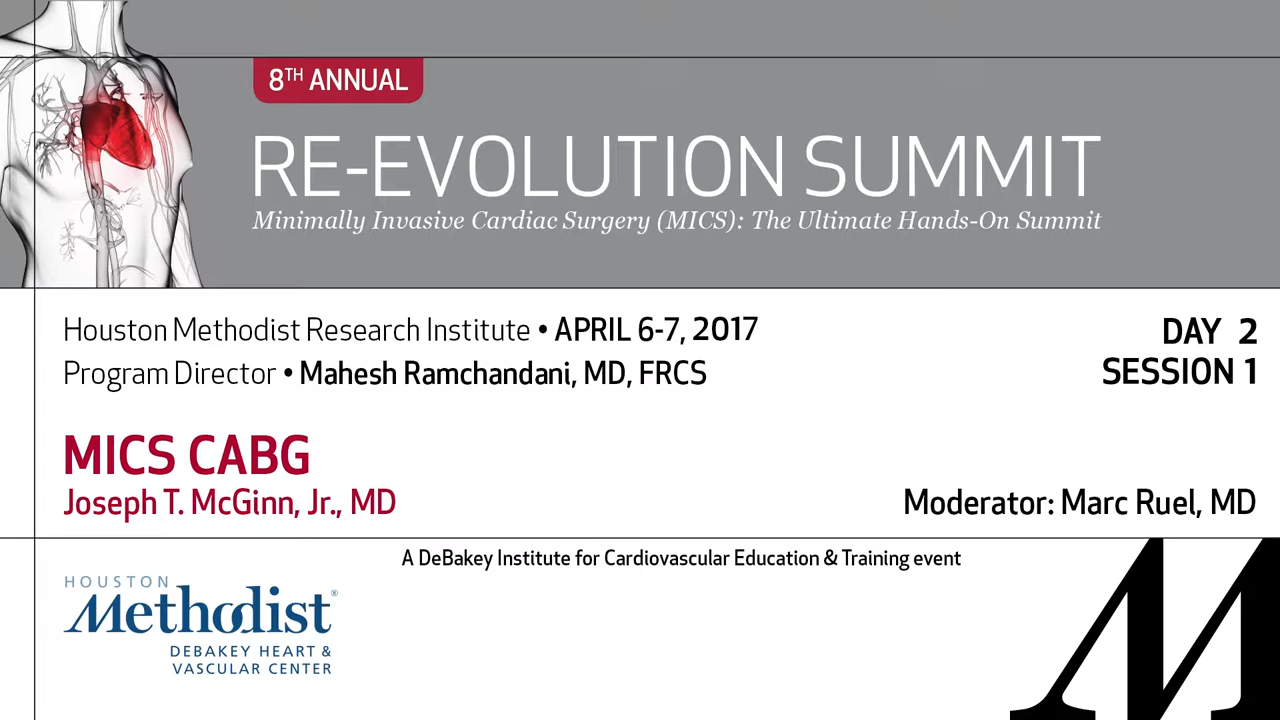 8TH ANNUAL
RE-EVOLUTION SUMMIT
Minimally Invasive Cardiac Surgery (MICS): The Ultimate Hands-On Summit
Houston Methodist Research Institute • APRIL 6-7, 2017
Program Director • Mahesh Ramchandani, MD, FRCS
DAY 2
SESSION 1
MICS CABG
Joseph T. McGinn, Jr., MD
Moderator: Marc Ruel, MD
A DeBakey Institute for Cardiovascular Education & Training event
HOUSTON
Methodist®
DEBAKEY HEART &
VASCULAR CENTER
M